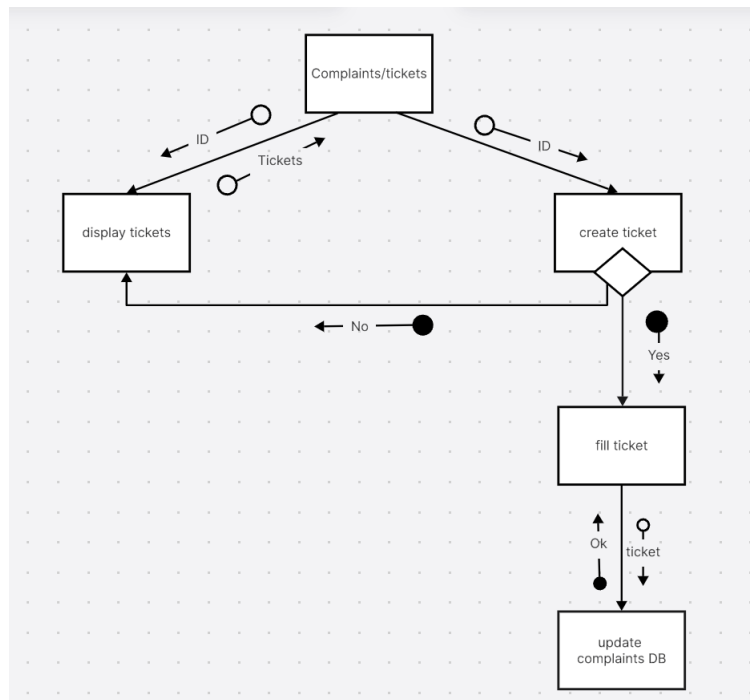 Complaints/tickets
ID
ID
Tickets
display tickets
create ticket
No
Yes
fill ticket
Ok
ticket
update
complaints DB